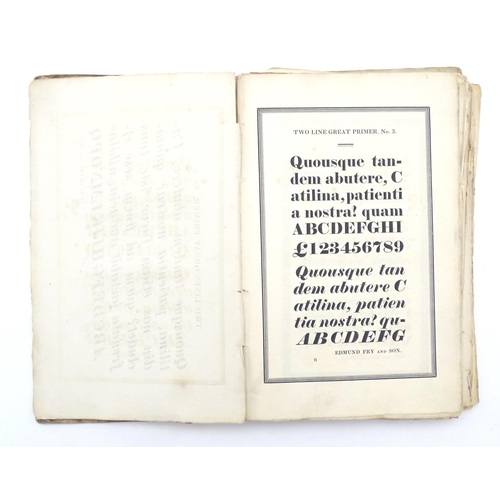 TWO LINE GREAT PRIMER, No. 3.
Quousque tan-
dem abutere, C
atilina, patienti
a nostra? quam
ABCDEFGHI
£123456789
Quousque tan
dem abutere C
atilina, patien
tia nostra? qu-
ABCDEFG
EDMUND FRY AND SON.